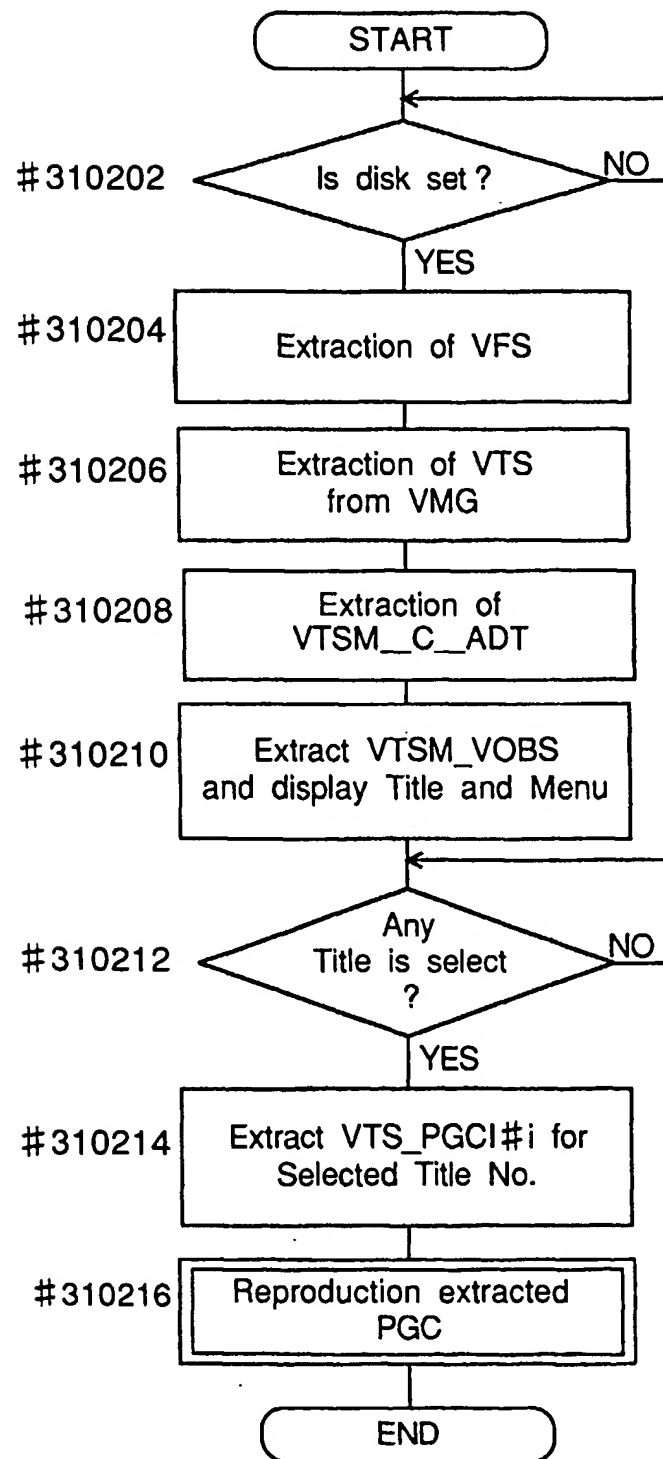 START
#310202
Is disk set ?
NO
YES
#310204
Extraction of VFS
#310206
Extraction of VTS
from VMG
#310208
Extraction of
VTSM__C__ADT
#310210
Extract VTSM_VOBS
and display Title and Menu
#310212
Any
Title is select
?
NO
YES
#310214
Extract VTS_PGCI#i for
Selected Title No.
#310216
Reproduction extracted
PGC
END